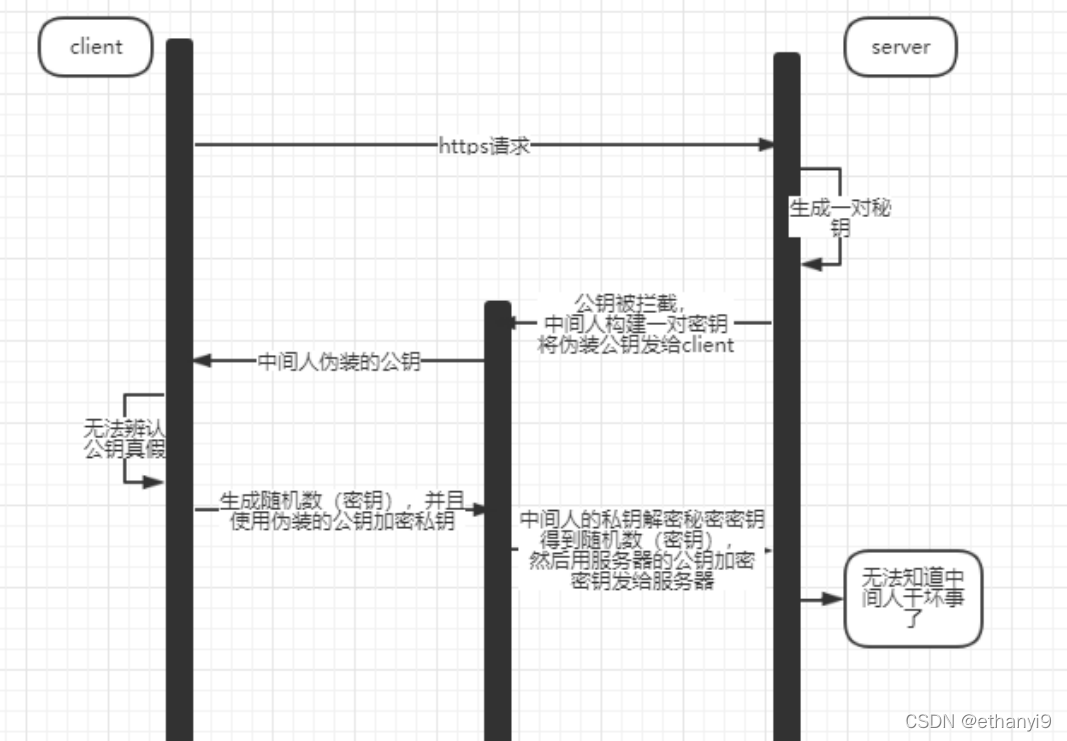 client
server
https请求
生成一对秘
钥
公钥被拦截，
中间人构建一对密钥
将伪装公钥发给client
中间人伪装的公钥
无法辨认
公钥真假
生成随机数（密钥），并且
使用伪装的公钥加密私钥
中间人的私钥解密秘密密钥
得到随机数（密钥），
然后用服务器的公钥加密
密钥发给服务器
无法知道中
间人干坏事
了
CSDN @ethanyi9